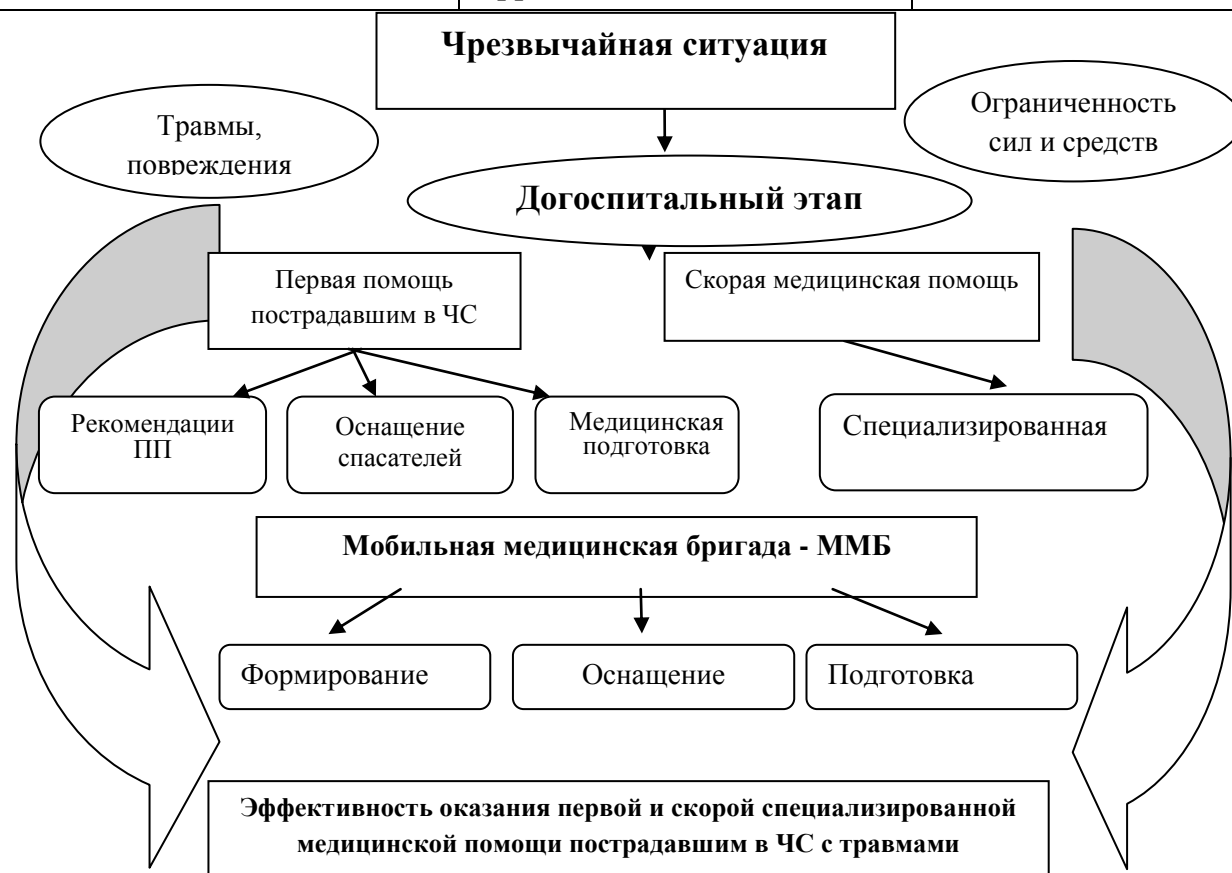 Чрезвычайная ситуация
Травмы,
повреждения
Ограниченность
сил и средств
Догоспитальный этап
Первая помощь
пострадавшим в ЧС
Скорая медицинская помощь
Рекомендации
ПП
Оснащение
спасателей
Медицинская
подготовка
Специализированная
Мобильная медицинская бригада - ММБ
Формирование
Оснащение
Подготовка
Эффективность оказания первой и скорой специализированной
медицинской помощи пострадавшим в ЧС с травмами